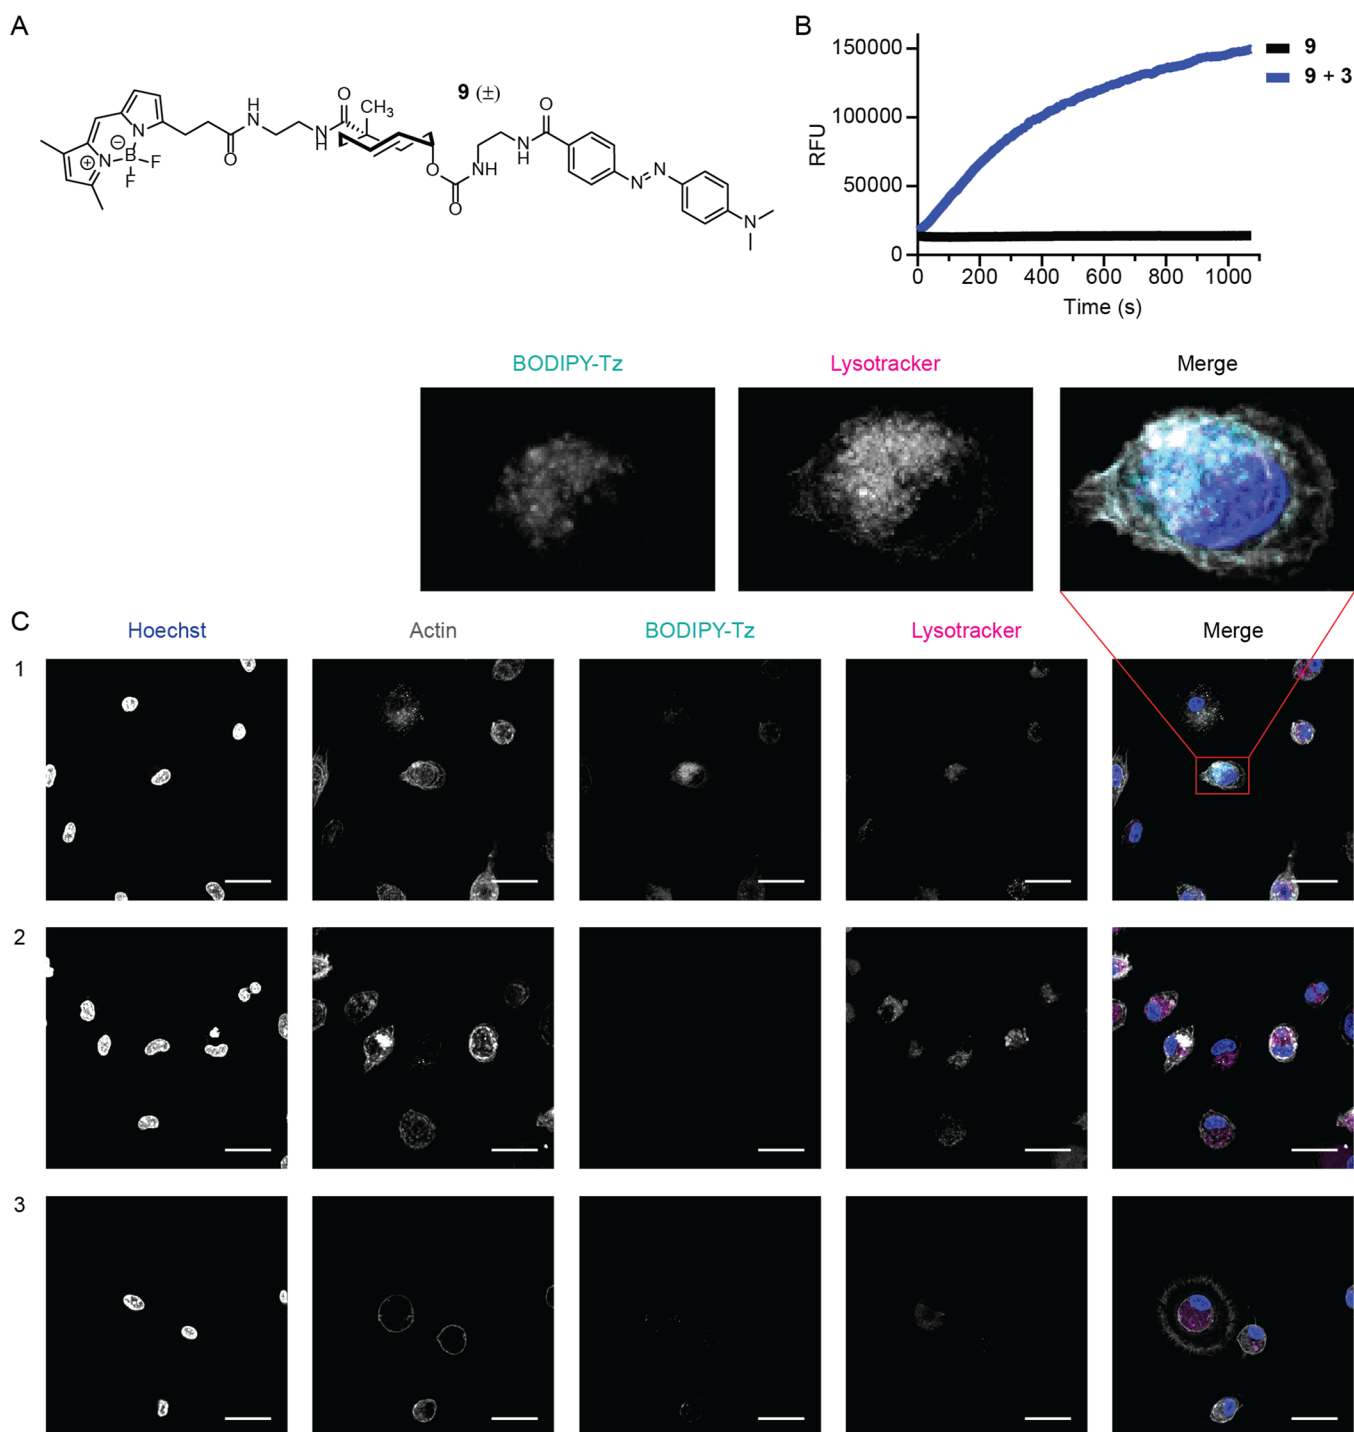 A
9 (±)
O
CH3
H
N
H
N
O
N
⊖
N
B
F
F
⊕
O
N
H
O
N
H
O
N
H
O
N
N
N
B
150000
100000
50000
0
RFU
0 200 400 600 800 1000
Time (s)
9
9 + 3
BODIPY-Tz Lysotracker Merge
C
Hoechst Actin BODIPY-Tz Lysotracker Merge
1
2
3